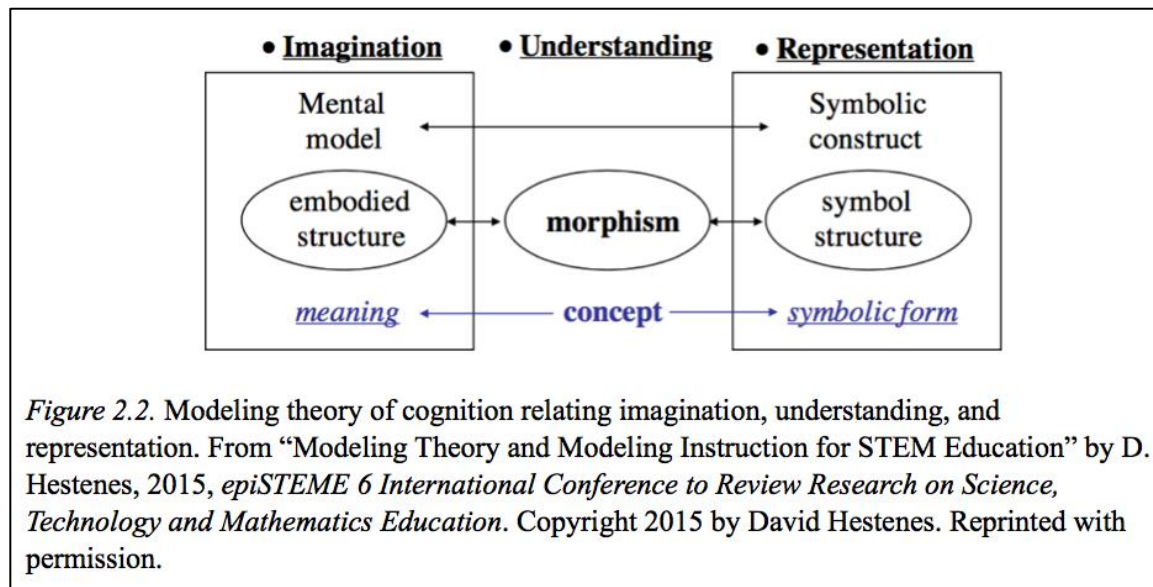 • Imagination • Understanding • Representation
Mental
model
Symbolic
construct
embodied
structure
morphism
symbol
structure
meaning concept symbolic form
Figure 2.2. Modeling theory of cognition relating imagination, understanding, and
representation. From “Modeling Theory and Modeling Instruction for STEM Education” by D.
Hestenes, 2015, epiSTEME 6 International Conference to Review Research on Science,
Technology and Mathematics Education. Copyright 2015 by David Hestenes. Reprinted with
permission.